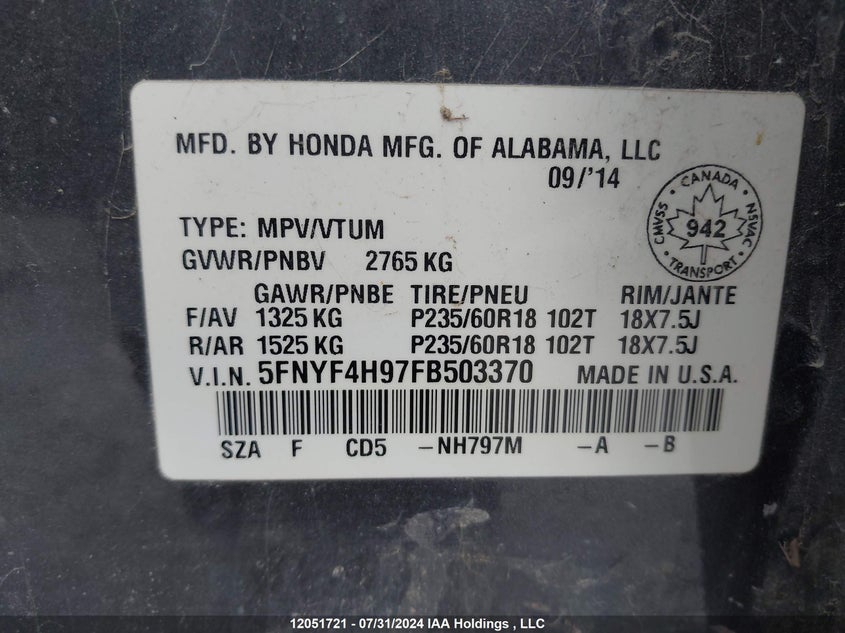 MFD. BY HONDA MFG. OF ALABAMA, LLC
09/'14
CANADA
CMVSS 942 NSVAC
TRANSPORT
TYPE: MPV/VTUM
GVWR/PNBV 2765 KG
GAWR/PNBE TIRE/PNEU RIM/JANTE
F/AV 1325 KG P235/60R18 102T 18X7.5J
R/AR 1525 KG P235/60R18 102T 18X7.5J
V.I.N. 5FNYF4H97FB503370 MADE IN U.S.A.
SZA F CD5 -NH797M -A -B
12051721 - 07/31/2024 IAA Holdings , LLC